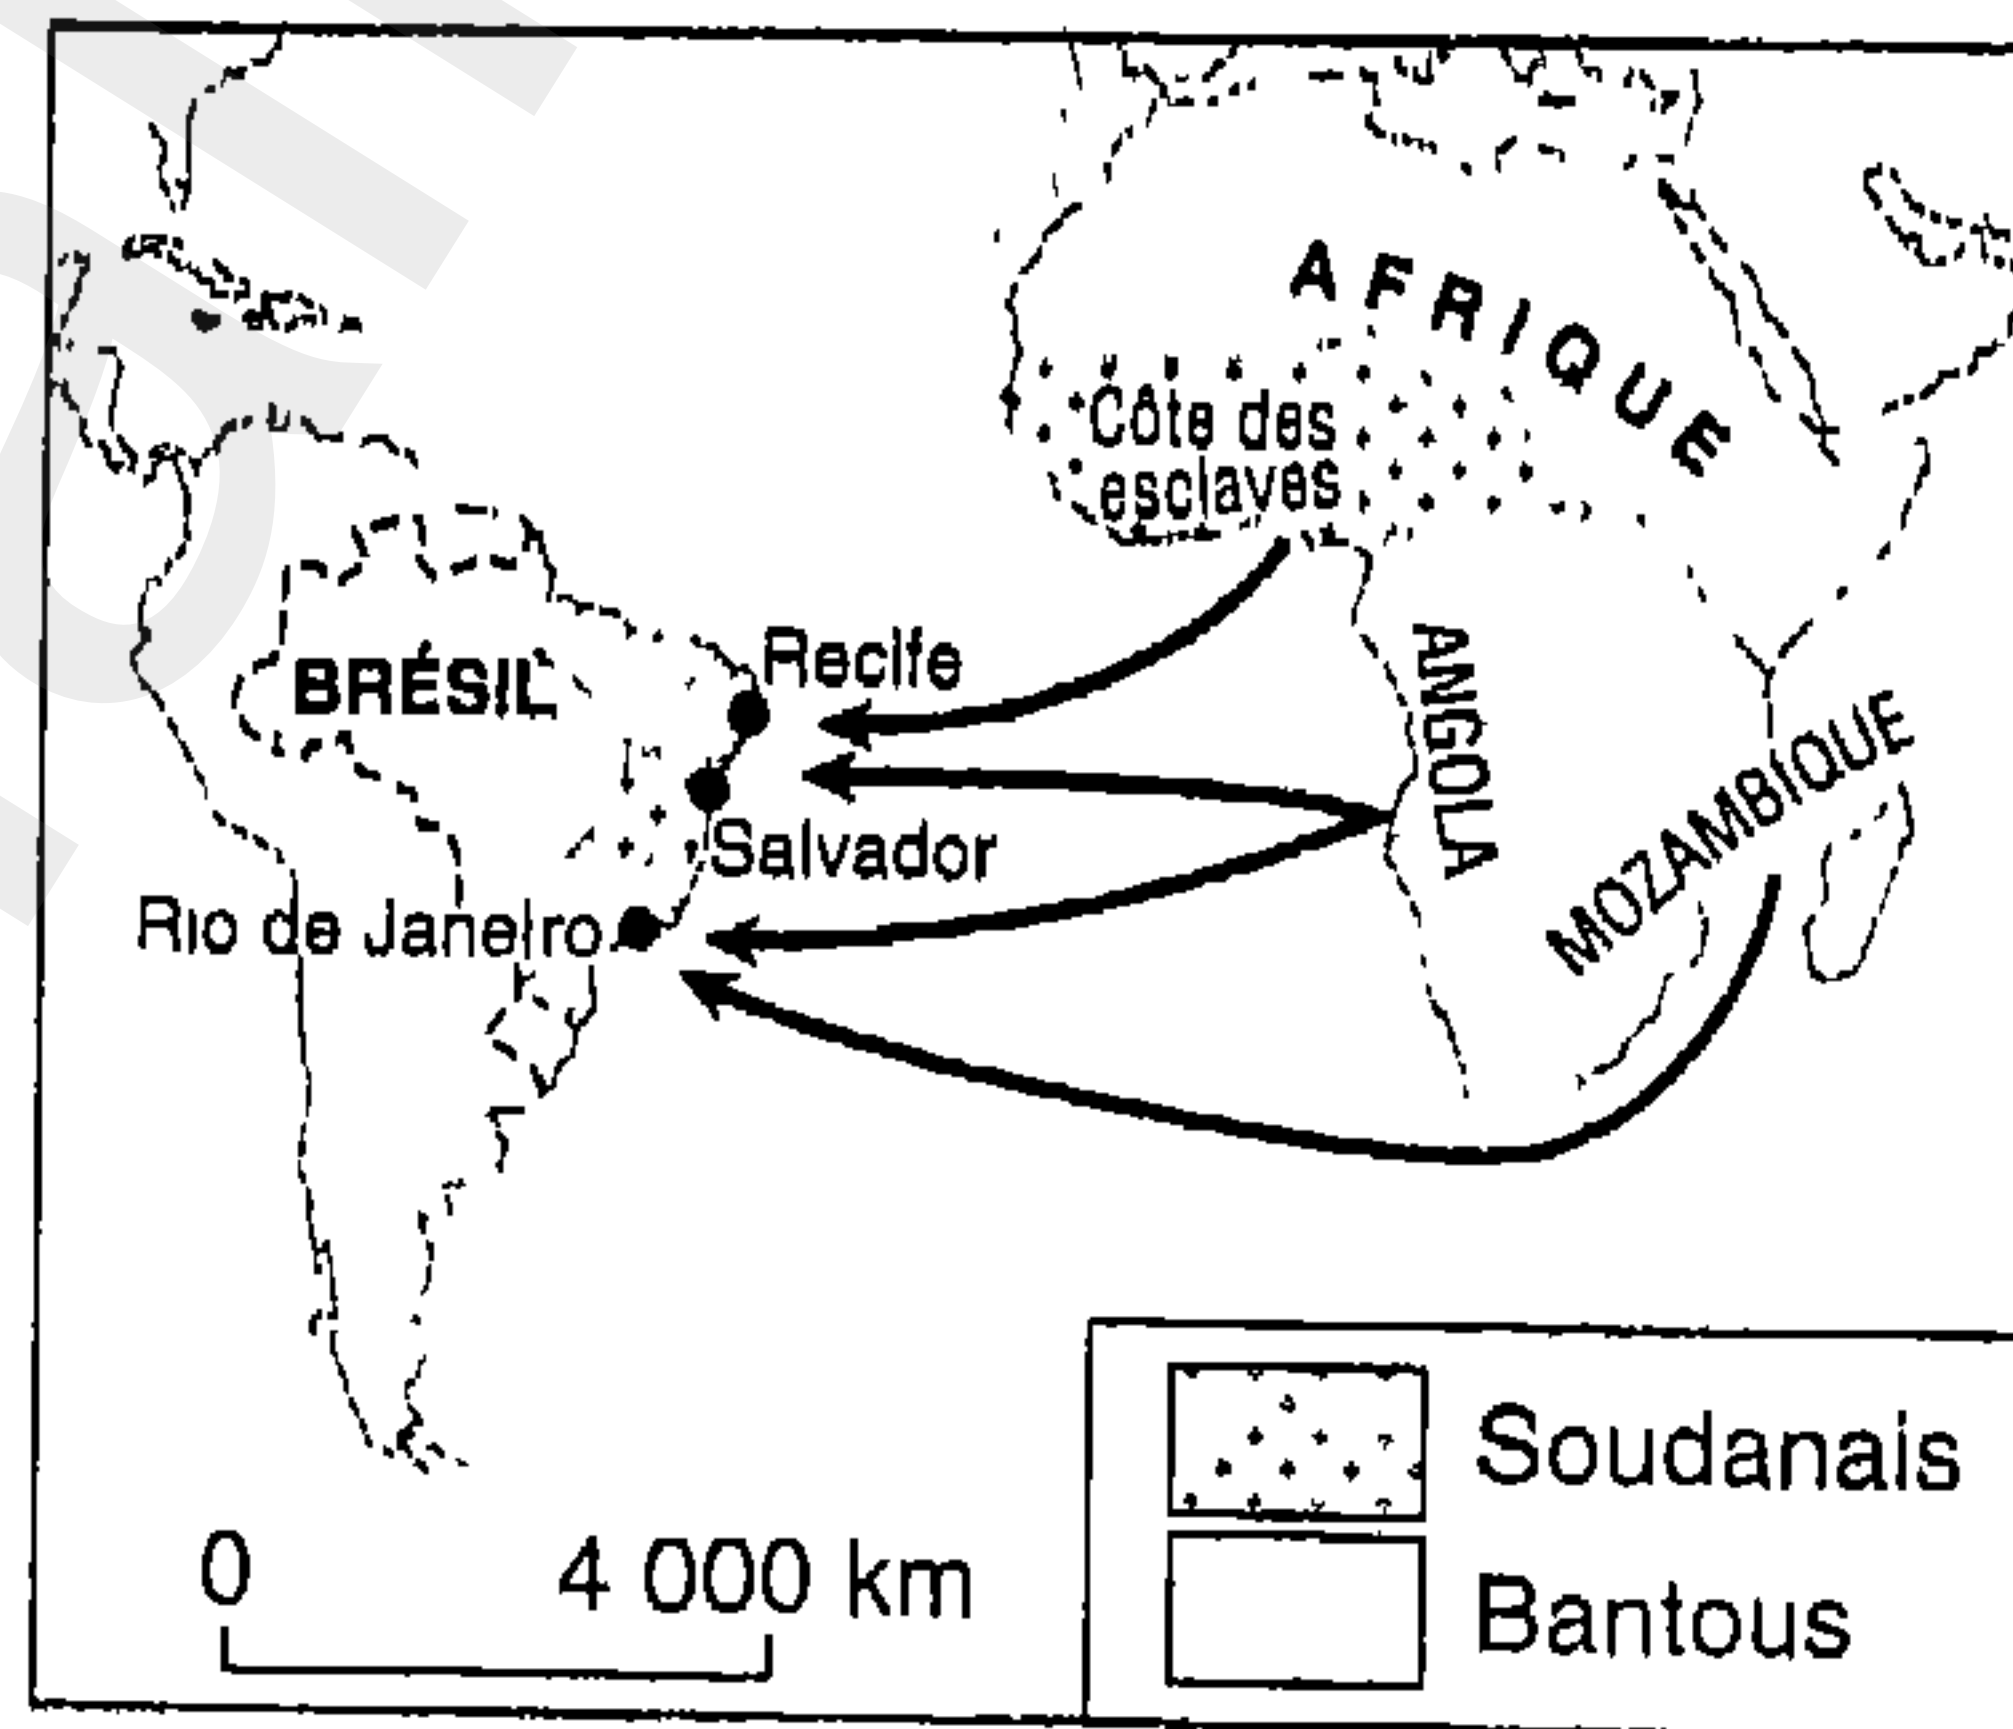 AFRIQUE
Côte des
esclaves
Recife
BRÉSIL
ANGOLA
MOZAMBIQUE
Salvador
Rio de Janeiro
Soudanais
0 4 000 km
Bantous